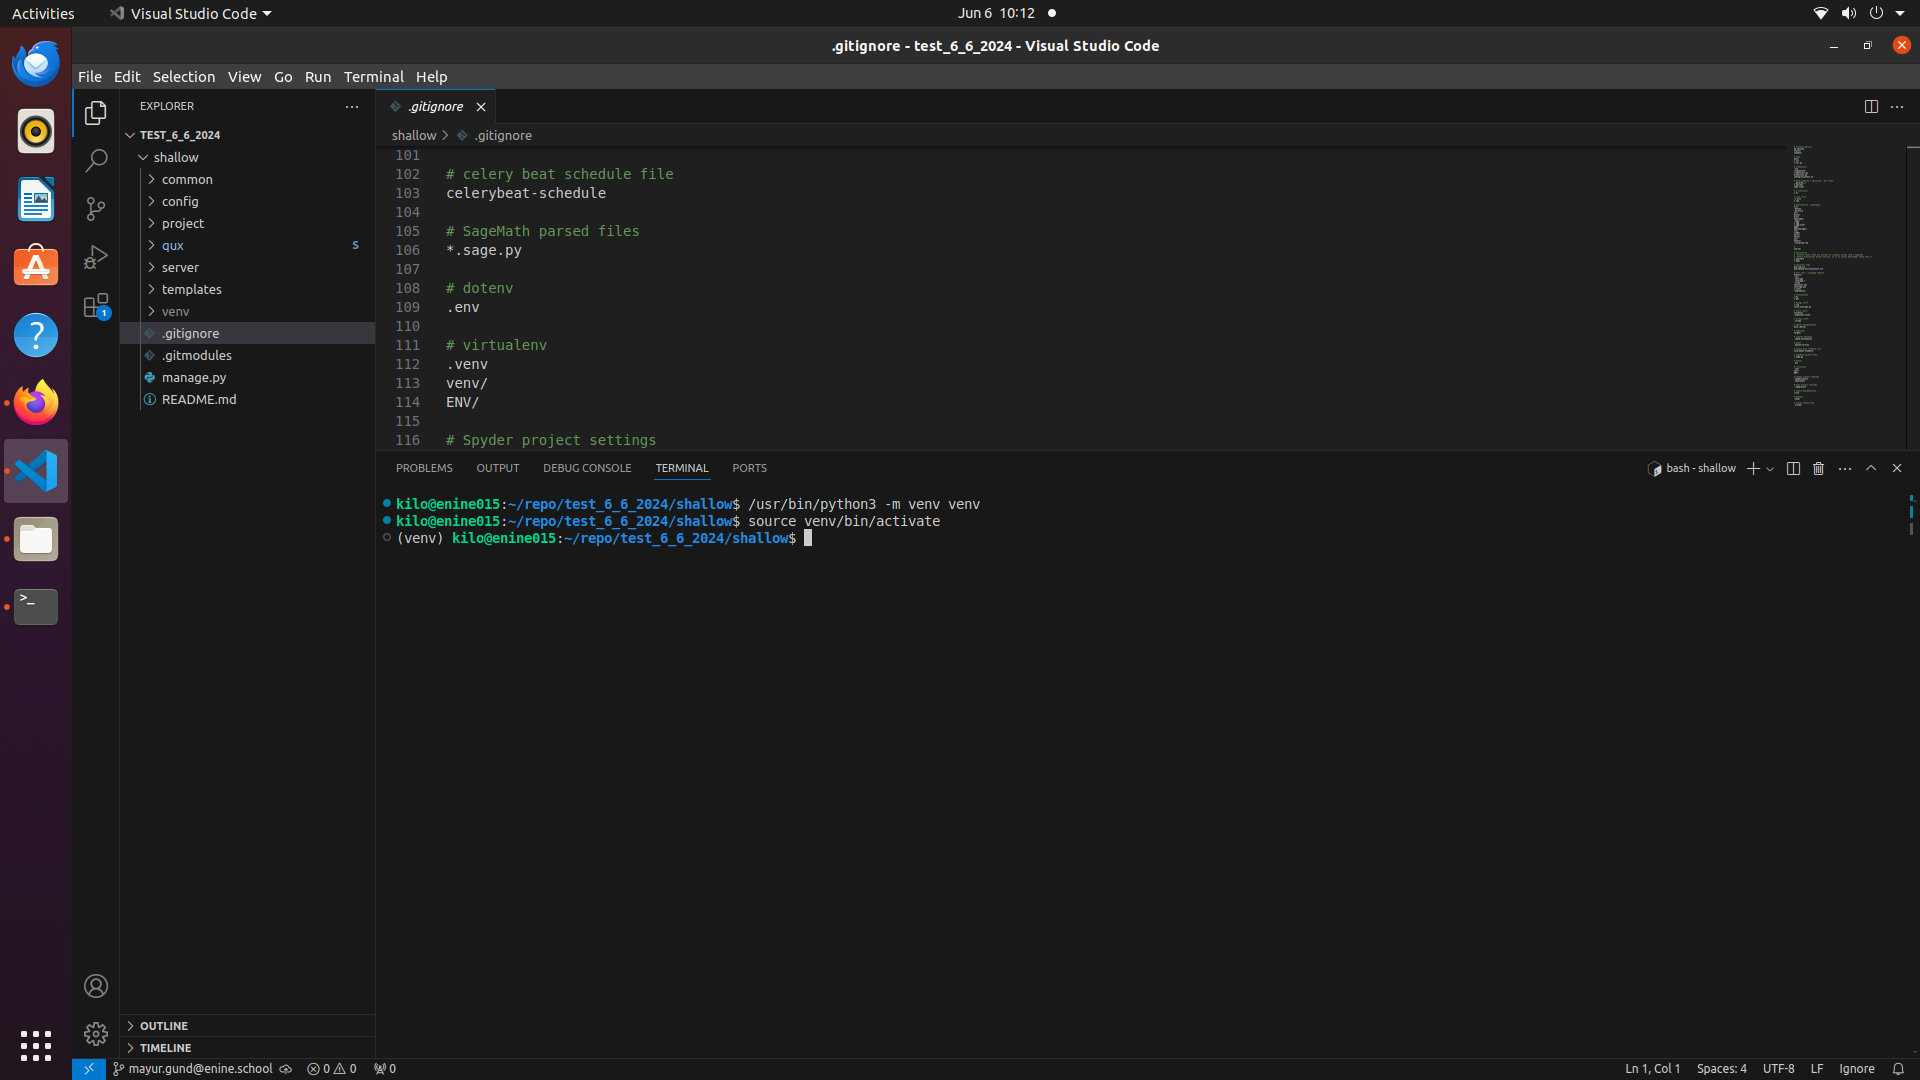 Activities
Visual Studio Code
Jun 6 10:12
.gitignore - test_6_6_2024 - Visual Studio Code
File Edit Selection View Go Run Terminal Help
EXPLORER
TEST_6_6_2024
shallow
common
config
project
qux S
server
templates
venv
.gitignore
.gitmodules
manage.py
README.md
OUTLINE
TIMELINE
1
.gitignore
shallow > .gitignore
101
102 # celery beat schedule file
103 celerybeat-schedule
104
105 # SageMath parsed files
106 *.sage.py
107
108 # dotenv
109 .env
110
111 # virtualenv
112 .venv
113 venv/
114 ENV/
115
116 # Spyder project settings
PROBLEMS OUTPUT DEBUG CONSOLE TERMINAL PORTS
bash - shallow
kilo@enine015:~/repo/test_6_6_2024/shallow$ /usr/bin/python3 -m venv venv
kilo@enine015:~/repo/test_6_6_2024/shallow$ source venv/bin/activate
(venv) kilo@enine015:~/repo/test_6_6_2024/shallow$
mayur.gund@enine.school 0 0 0
Ln 1, Col 1 Spaces: 4 UTF-8 LF Ignore